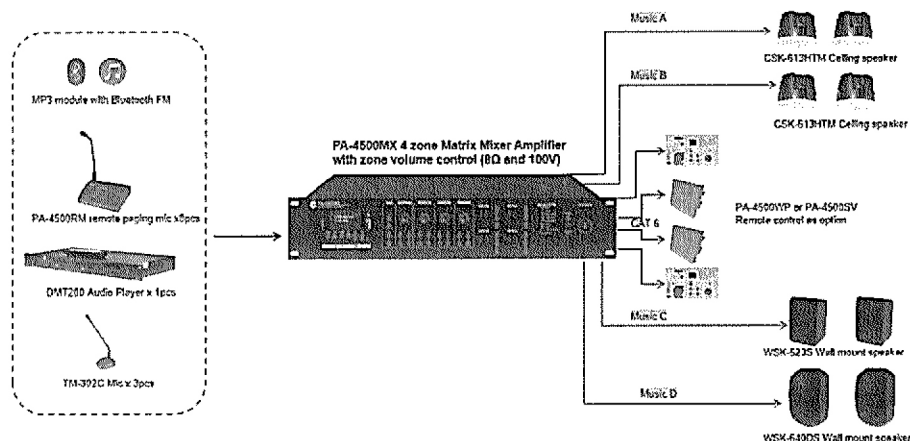 MP3 module with Bluetooth FM
PA-4500RM remote paging mic x8pcs
DMT200 Audio Player x 1pcs
TM-302C Mic x 3pcs
PA-4500MX 4 zone Matrix Mixer Amplifier
with zone volume control (8Ω and 100V)
Music A
CSK-613HTM Ceiling speaker
Music B
CSK-613HTM Ceiling speaker
PA-4500WP or PA-4500SV
Remote control as option
CAT 6
Music C
WSK-523S Wall mount speaker
Music D
WSK-640DS Wall mount speaker